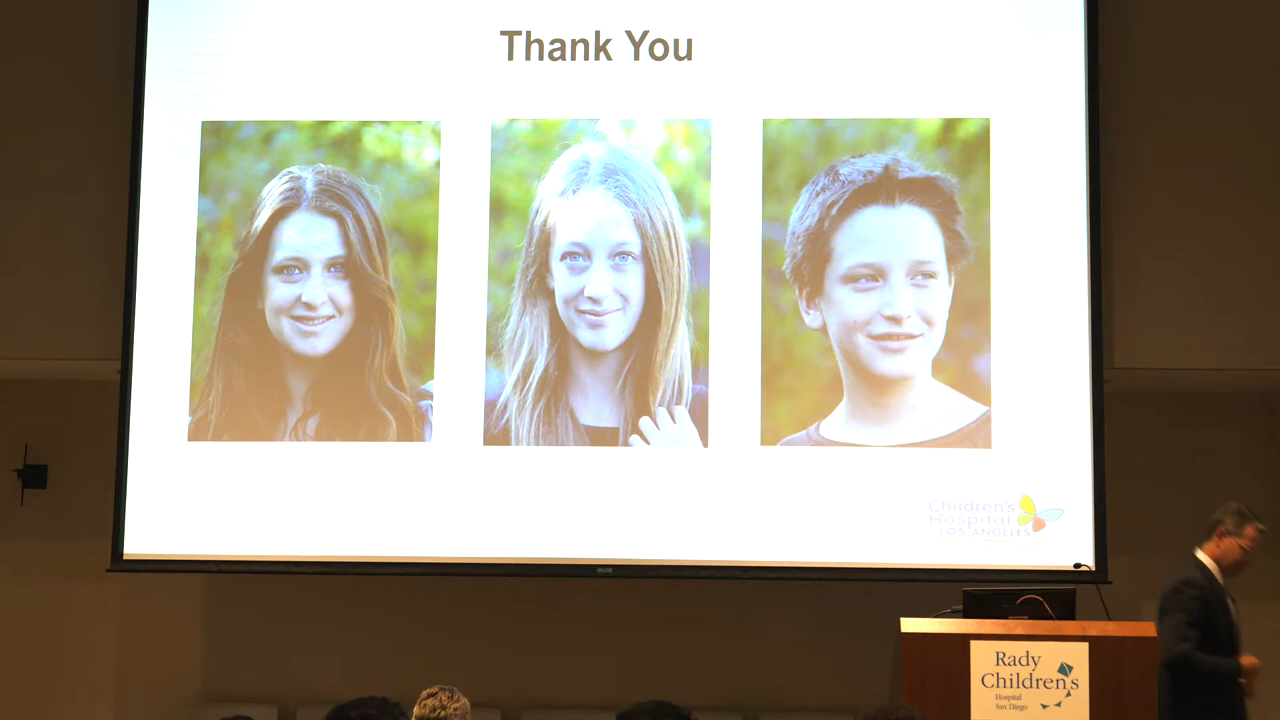 Thank You
Children's
Hospital
LOS ANGELES
Rady
Children's
Hospital
San Diego